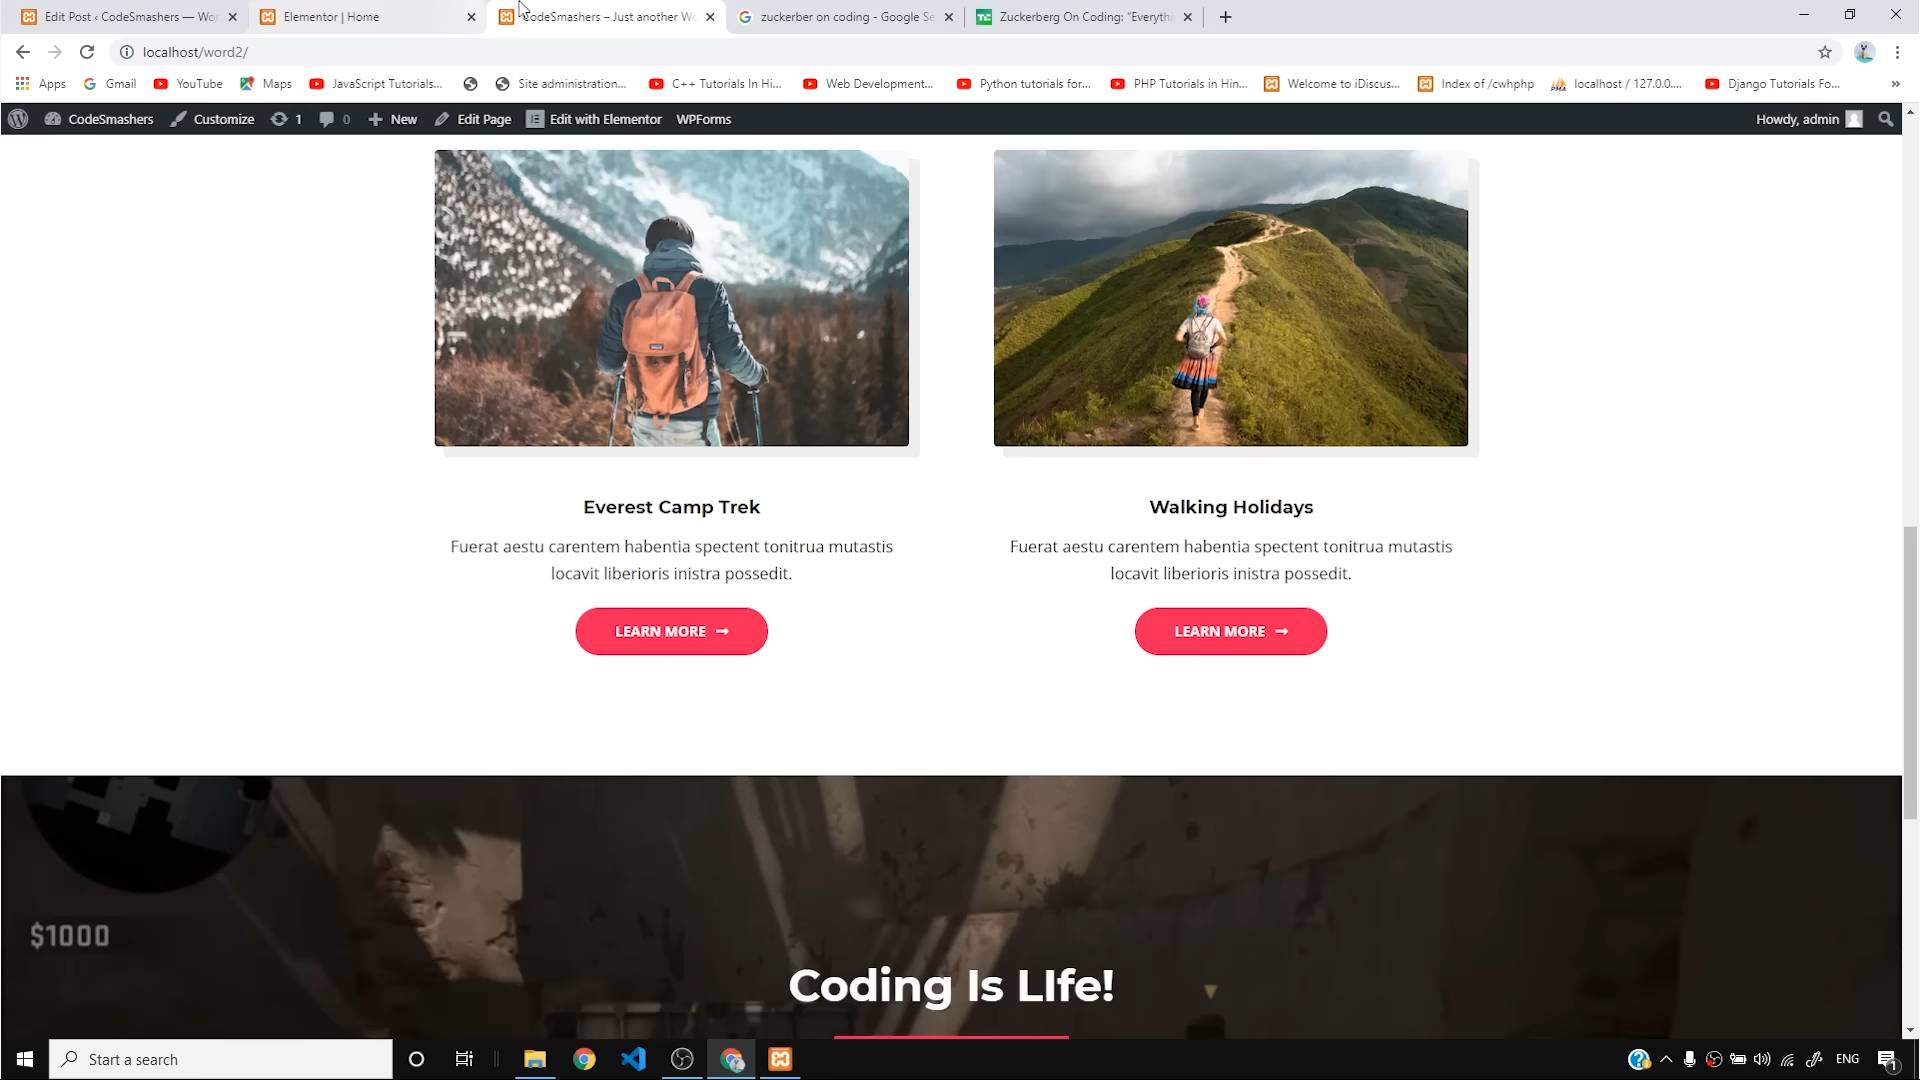 Edit Post ‹ CodeSmashers — Wor
Elementor | Home
CodeSmashers – Just another Wo
zuckerber on coding - Google Se
Zuckerberg On Coding: “Everythi
localhost/word2/
Apps
Gmail
YouTube
Maps
JavaScript Tutorials...
Site administration...
C++ Tutorials In Hi...
Web Development...
Python tutorials for...
PHP Tutorials in Hin...
Welcome to iDiscus...
Index of /cwhphp
localhost / 127.0.0....
Django Tutorials Fo...
»
CodeSmashers
Customize
1
0
New
Edit Page
Edit with Elementor
WPForms
Howdy, admin
Everest Camp Trek
Fuerat aestu carentem habentia spectent tonitrua mutastis
locavit liberioris inistra possedit.
LEARN MORE
Walking Holidays
Fuerat aestu carentem habentia spectent tonitrua mutastis
locavit liberioris inistra possedit.
LEARN MORE
$1000
Coding Is LIfe!
Start a search
ENG
1